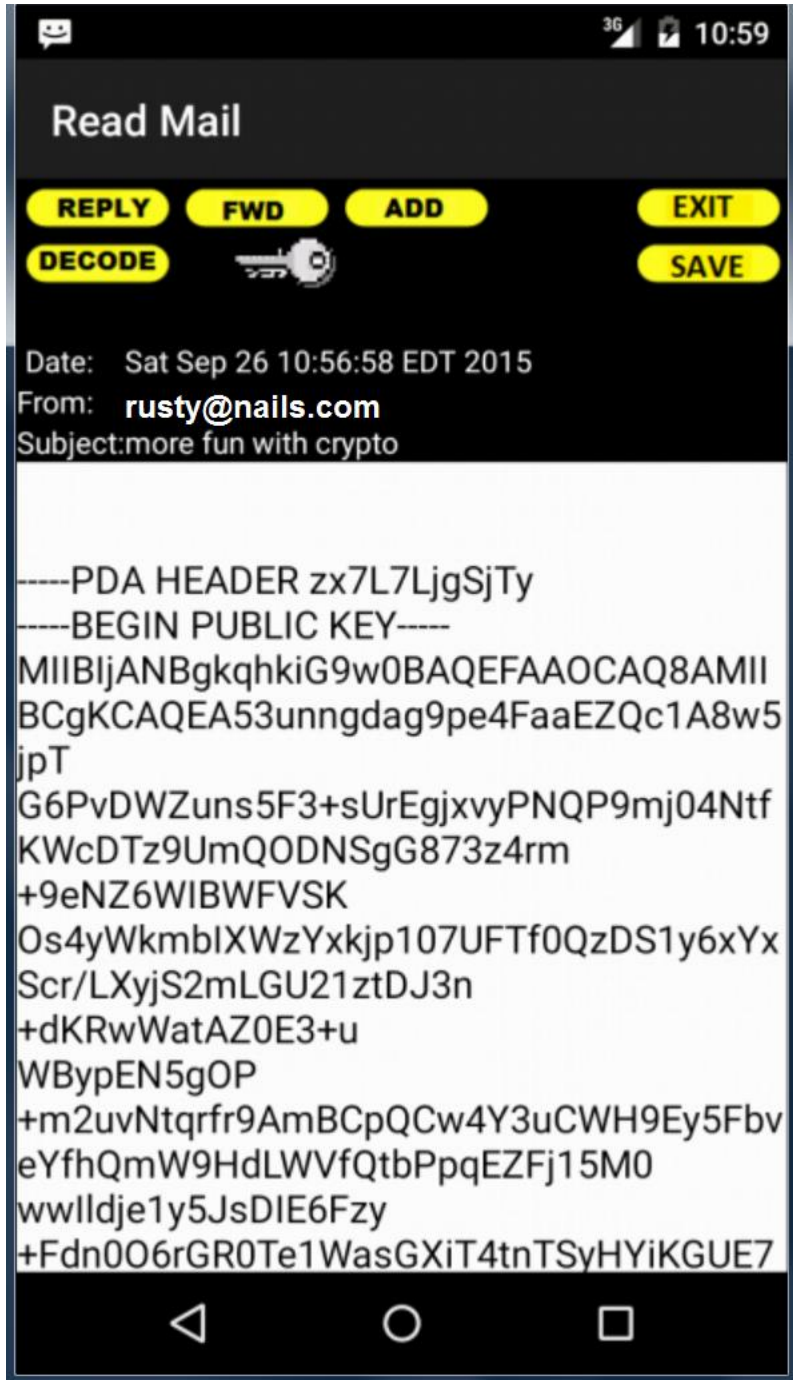 3G 10:59
Read Mail
REPLY FWD ADD EXIT
DECODE SAVE
Date: Sat Sep 26 10:56:58 EDT 2015
From: rusty@nails.com
Subject:more fun with crypto
-----PDA HEADER zx7L7LjgSjTy
-----BEGIN PUBLIC KEY-----
MIIBIjANBgkqhkiG9w0BAQEFAAOCAQ8AMII
BCgKCAQEA53unngdag9pe4FaaEZQc1A8w5
jpT
G6PvDWZuns5F3+sUrEgjxvyPNQP9mj04Ntf
KWcDTz9UmQODNSgG873z4rm
+9eNZ6WIBWFVSK
Os4yWkmbIXWzYxkjp107UFTf0QzDS1y6xYx
Scr/LXyjS2mLGU21ztDJ3n
+dKRwWatAZ0E3+u
WBypEN5gOP
+m2uvNtqrfr9AmBCpQCw4Y3uCWH9Ey5Fbv
eYfhQmW9HdLWVfQtbPpqEZFj15M0
wwIldje1y5JsDIE6Fzy
+Fdn0O6rGR0Te1WasGXiT4tnTSyHYiKGUE7